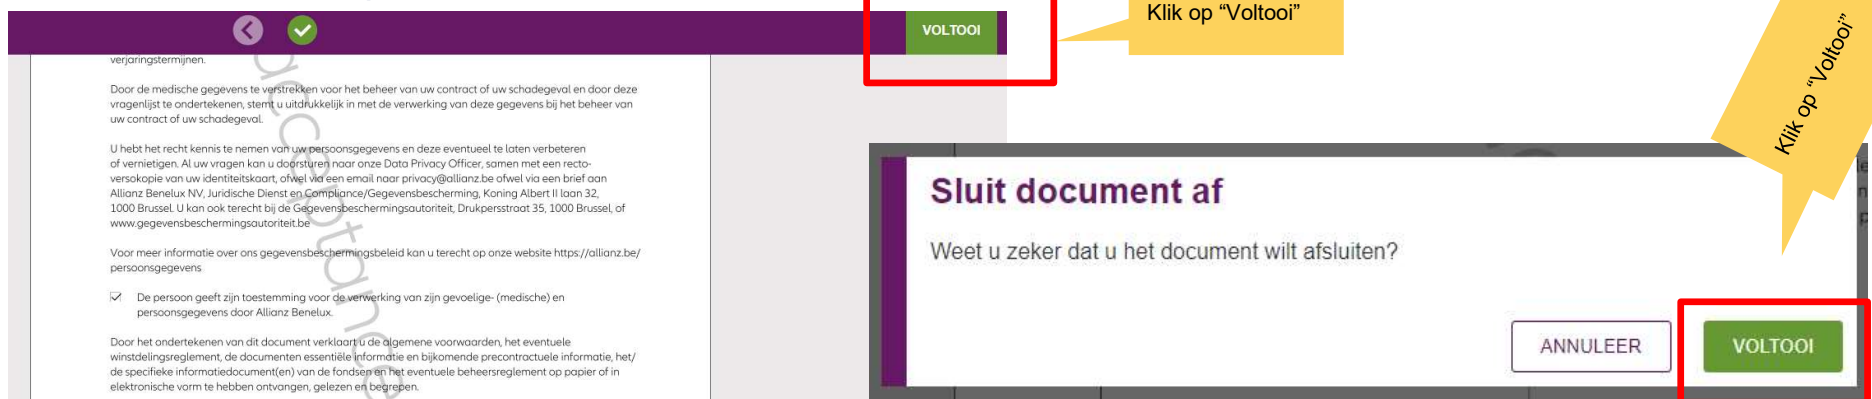 VOLTOOI
Klik op “Voltooi”
verjaringstermijnen.
Door de medische gegevens te verstrekken voor het beheer van uw contract of uw schadegeval en door deze
vragenlijst te ondertekenen, stemt u uitdrukkelijk in met de verwerking van deze gegevens bij het beheer van
uw contract of uw schadegeval.
U hebt het recht kennis te nemen van uw persoonsgegevens en deze eventueel te laten verbeteren
of vernietigen. Al uw vragen kan u doorsturen naar onze Data Privacy Officer, samen met een recto-
versokopie van uw identiteitskaart, ofwel via een email naar privacy@allianz.be ofwel via een brief aan
Allianz Benelux NV, Juridische Dienst en Compliance/Gegevensbescherming, Koning Albert II laan 32,
1000 Brussel. U kan ook terecht bij de Gegevensbeschermingsautoriteit, Drukpersstraat 35, 1000 Brussel, of
www.gegevensbeschermingsautoriteit.be
Voor meer informatie over ons gegevensbeschermingsbeleid kan u terecht op onze website https://allianz.be/
persoonsgegevens
De persoon geeft zijn toestemming voor de verwerking van zijn gevoelige- (medische) en
persoonsgegevens door Allianz Benelux.
Door het ondertekenen van dit document verklaart u de algemene voorwaarden, het eventuele
winstdelingsreglement, de documenten essentiële informatie en bijkomende precontractuele informatie, het/
de specifieke informatiedocument(en) van de fondsen en het eventuele beheersreglement op papier of in
elektronische vorm te hebben ontvangen, gelezen en begrepen.
acceptance
Klik op “Voltooi”
Sluit document af
Weet u zeker dat u het document wilt afsluiten?
ANNULEER
VOLTOOI